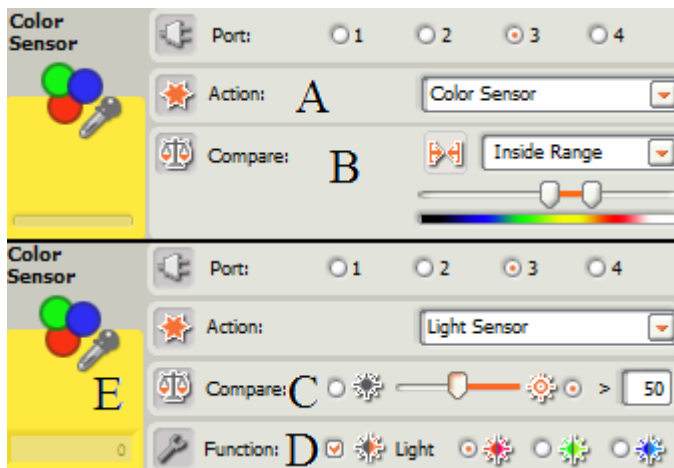 Color Sensor
Port: 1 2 3 4
Action: A Color Sensor
Compare: B Inside Range
Color Sensor
Port: 1 2 3 4
Action: Light Sensor
E
Compare: C > 50
0
Function: D Light